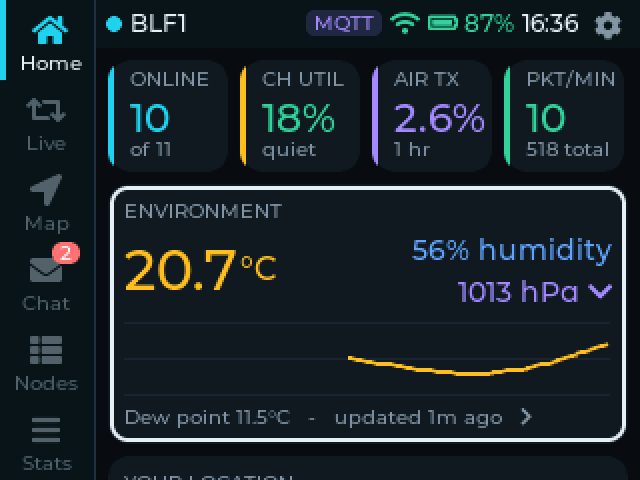 BLF1
MQTT 87% 16:36
Home
Live
Map
2
Chat
Nodes
Stats
ONLINE
10
of 11
CH UTIL
18%
quiet
AIR TX
2.6%
1 hr
PKT/MIN
10
518 total
ENVIRONMENT
20.7°C
56% humidity
1013 hPa
Dew point 11.5°C - updated 1m ago
YOUR LOCATION